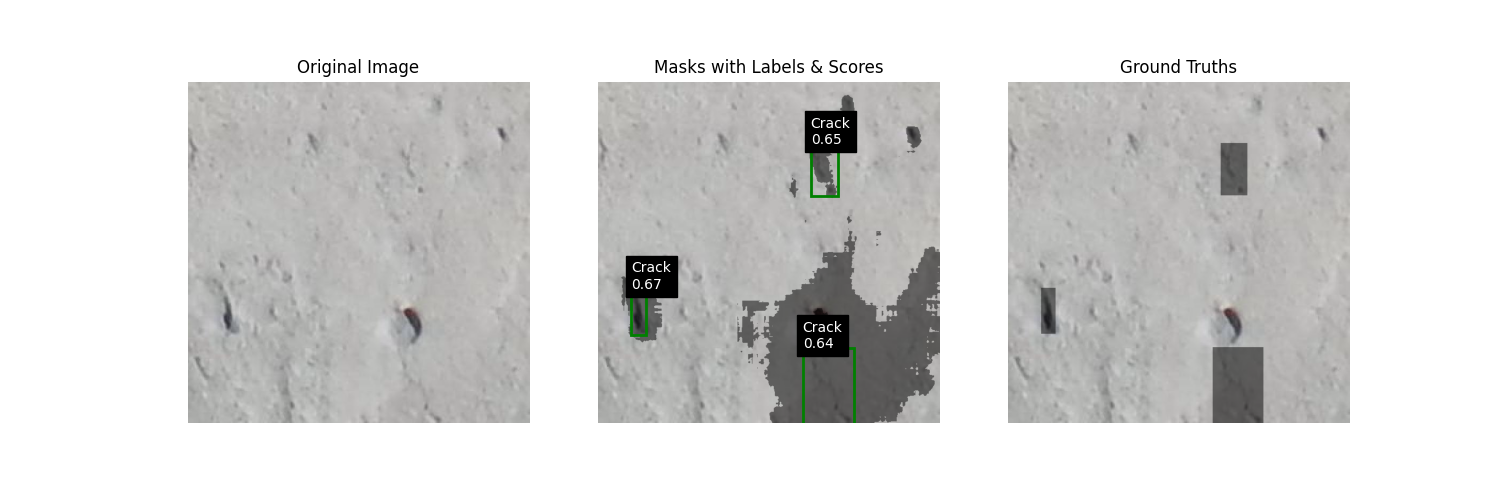 Original Image
Masks with Labels & Scores
Ground Truths
Crack
0.65
Crack
0.67
Crack
0.64